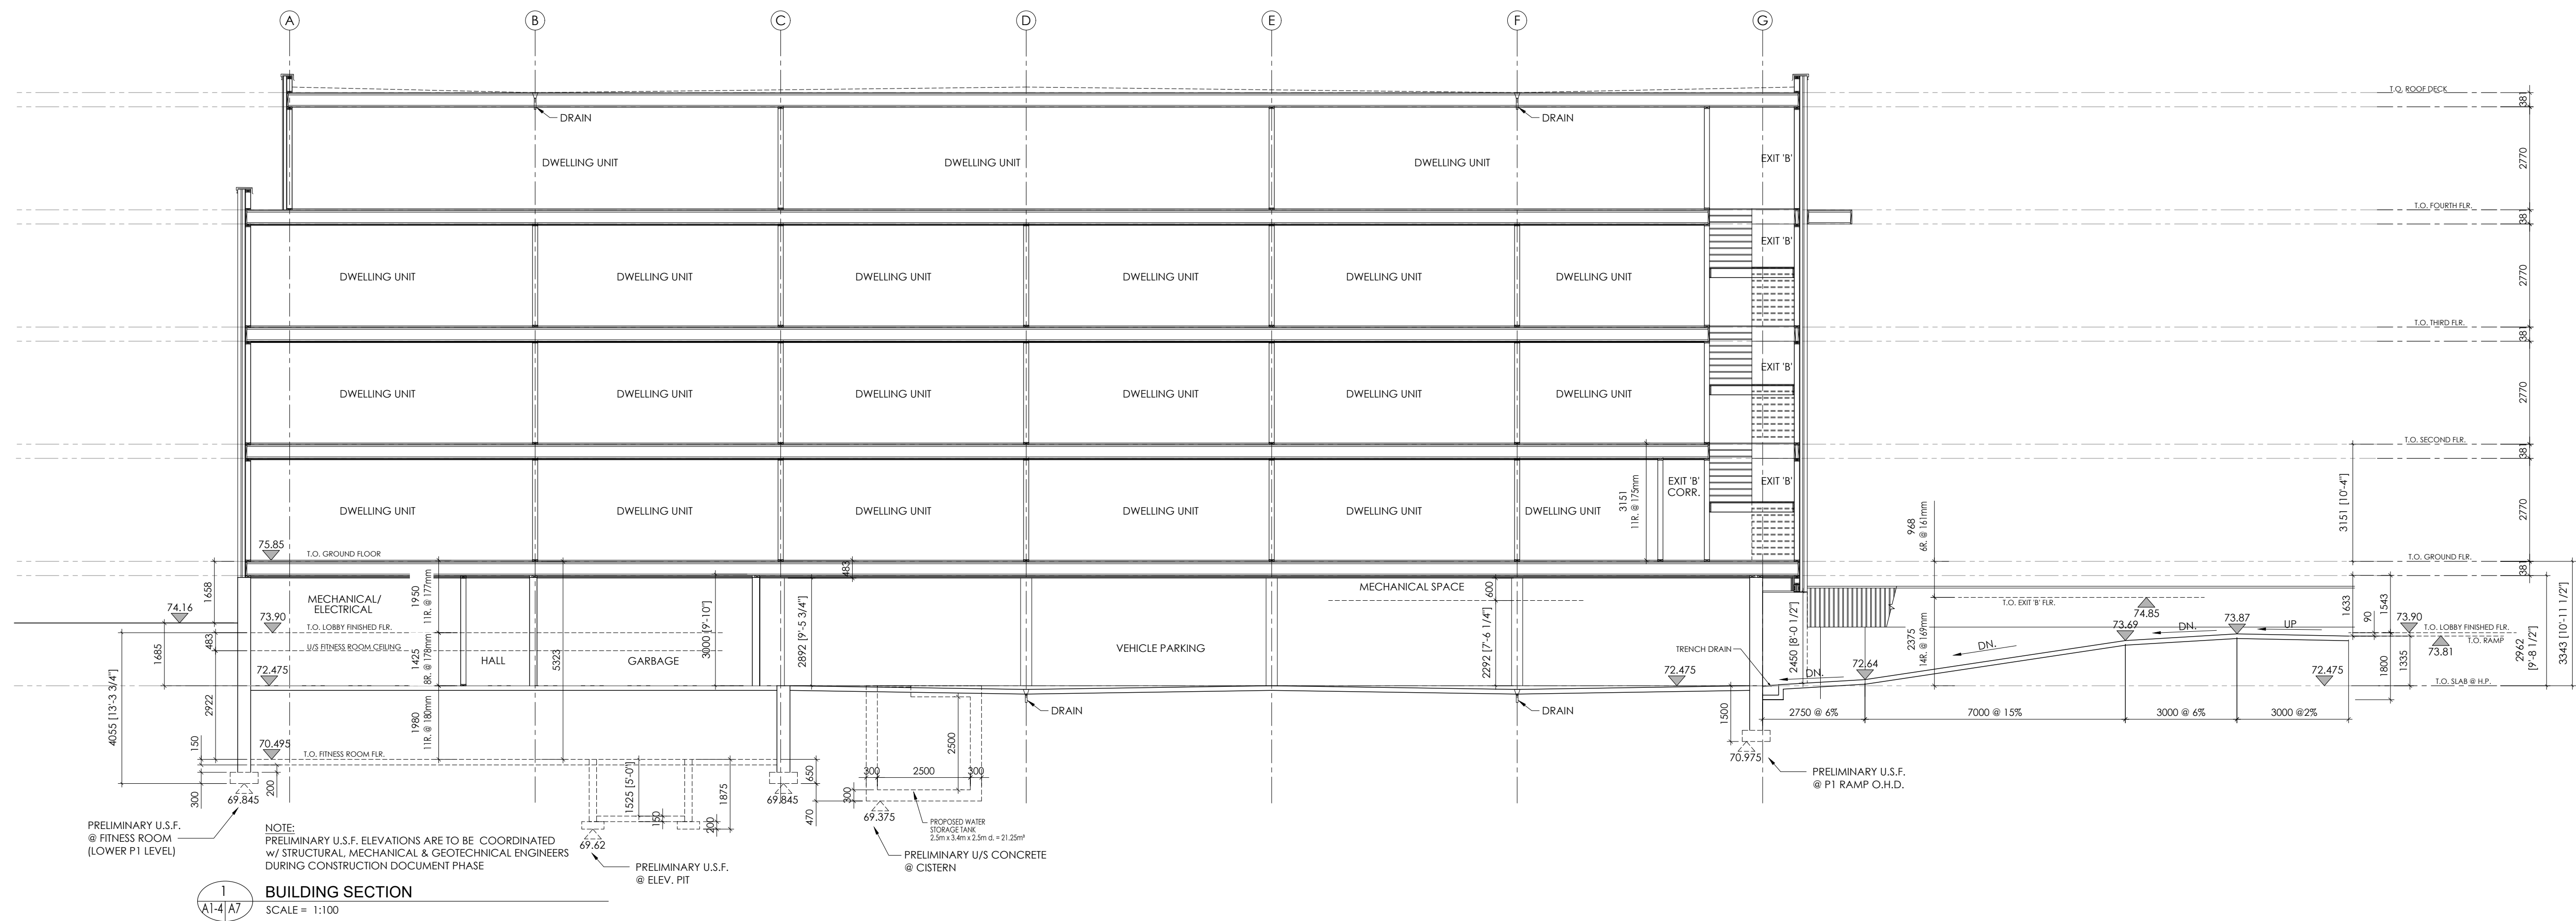 A
B
C
D
E
F
G
T.O. ROOF DECK
381
DRAIN
DRAIN
2770
DWELLING UNIT
DWELLING UNIT
DWELLING UNIT
EXIT 'B'
T.O. FOURTH FLR.
381
EXIT 'B'
2770
DWELLING UNIT
DWELLING UNIT
DWELLING UNIT
DWELLING UNIT
DWELLING UNIT
DWELLING UNIT
T.O. THIRD FLR.
381
EXIT 'B'
2770
DWELLING UNIT
DWELLING UNIT
DWELLING UNIT
DWELLING UNIT
DWELLING UNIT
DWELLING UNIT
T.O. SECOND FLR.
381
EXIT 'B'
CORR.
EXIT 'B'
3151
11R. @ 175mm
3151 [10'-4"]
2770
DWELLING UNIT
DWELLING UNIT
DWELLING UNIT
DWELLING UNIT
DWELLING UNIT
DWELLING UNIT
968
6R. @ 161mm
75.85
T.O. GROUND FLOOR
T.O. GROUND FLR.
381
483
1658
MECHANICAL/
ELECTRICAL
1950
11R. @ 177mm
MECHANICAL SPACE
600
74.16
73.90
T.O. LOBBY FINISHED FLR.
483
1685
U/S FITNESS ROOM CEILING
1425
8R. @ 178mm
HALL
5323
GARBAGE
3000 [9'-10"]
2892 [9'-5 3/4"]
VEHICLE PARKING
2292 [7'-6 1/4"]
TRENCH DRAIN
2450 [8'-0 1/2"]
2375
14R. @ 169mm
T.O. EXIT 'B' FLR.
74.85
73.69
DN.
73.87
UP
1633
90
1543
73.90
T.O. LOBBY FINISHED FLR.
T.O. RAMP
73.81
DN.
DN.
72.64
1800
1335
2962
[9'-8 1/2"]
3343 [10'-11 1/2"]
72.475
72.475
72.475
T.O. SLAB @ H.P.
4055 [13'-3 3/4"]
2922
1980
11R. @ 180mm
DRAIN
DRAIN
1500
2750 @ 6%
7000 @ 15%
3000 @ 6%
3000 @2%
150
70.495
T.O. FITNESS ROOM FLR.
300
200
69.845
1525 [5'-0"]
150
1875
200
69.62
69.845
650
470
300
2500
300
2500
300
69.375
70.975
PRELIMINARY U.S.F.
@ P1 RAMP O.H.D.
PROPOSED WATER
STORAGE TANK
2.5m x 3.4m x 2.5m d. = 21.25m³
PRELIMINARY U/S CONCRETE
@ CISTERN
PRELIMINARY U.S.F.
@ ELEV. PIT
PRELIMINARY U.S.F.
@ FITNESS ROOM
(LOWER P1 LEVEL)
NOTE:
PRELIMINARY U.S.F. ELEVATIONS ARE TO BE COORDINATED
w/ STRUCTURAL, MECHANICAL & GEOTECHNICAL ENGINEERS
DURING CONSTRUCTION DOCUMENT PHASE
1
A1-4 A7
BUILDING SECTION
SCALE = 1:100